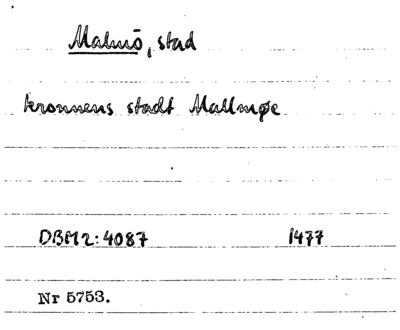 Malmö, stad
kronnens stadt Mallmøe
DBM2:4087 1477
Nr 5753.